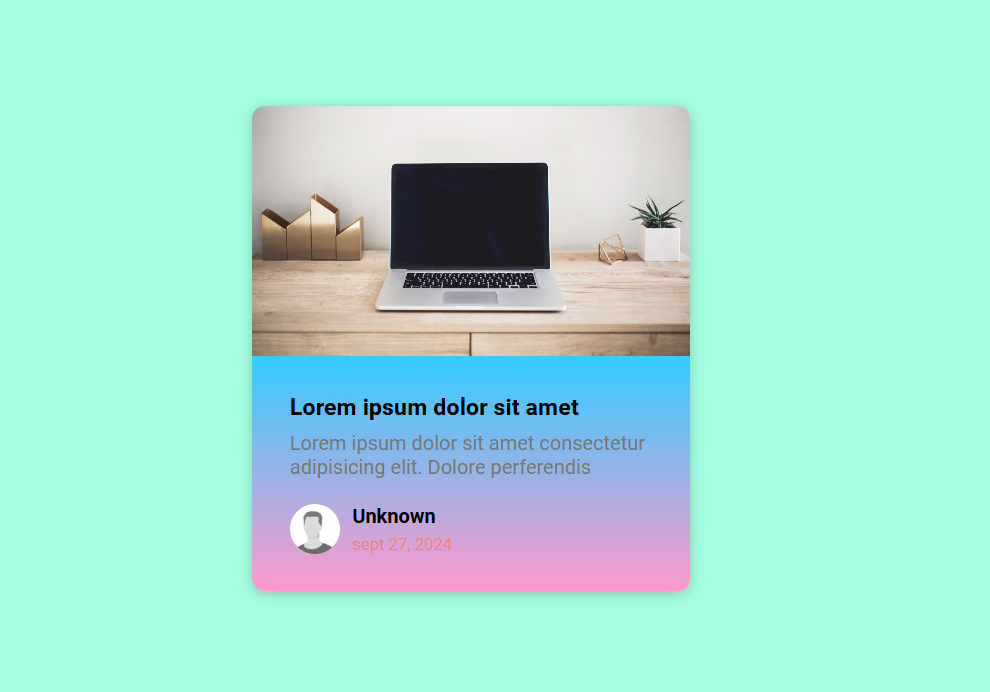 Lorem ipsum dolor sit amet
Lorem ipsum dolor sit amet consectetur
adipisicing elit. Dolore perferendis
Unknown
sept 27, 2024